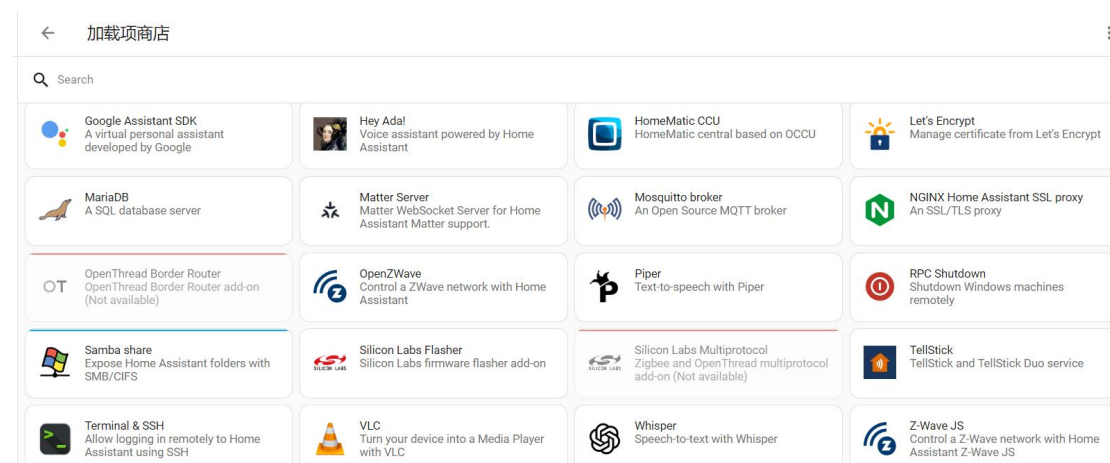 加载项商店
Search
Google Assistant SDK
A virtual personal assistant
developed by Google
Hey Ada!
Voice assistant powered by Home
Assistant
HomeMatic CCU
HomeMatic central based on OCCU
Let's Encrypt
Manage certificate from Let's Encrypt
MariaDB
A SQL database server
Matter Server
Matter WebSocket Server for Home
Assistant Matter support.
Mosquitto broker
An Open Source MQTT broker
NGINX Home Assistant SSL proxy
An SSL/TLS proxy
OT
OpenThread Border Router
OpenThread Border Router add-on
(Not available)
OpenZWave
Control a ZWave network with Home
Assistant
Piper
Text-to-speech with Piper
RPC Shutdown
Shutdown Windows machines
remotely
Samba share
Expose Home Assistant folders with
SMB/CIFS
SILICON LABS
Silicon Labs Flasher
Silicon Labs firmware flasher add-on
SILICON LABS
Silicon Labs Multiprotocol
Zigbee and OpenThread multiprotocol
add-on (Not available)
TellStick
TellStick and TellStick Duo service
Terminal & SSH
Allow logging in remotely to Home
Assistant using SSH
VLC
Turn your device into a Media Player
with VLC
Whisper
Speech-to-text with Whisper
Z-Wave JS
Control a Z-Wave network with Home
Assistant Z-Wave JS